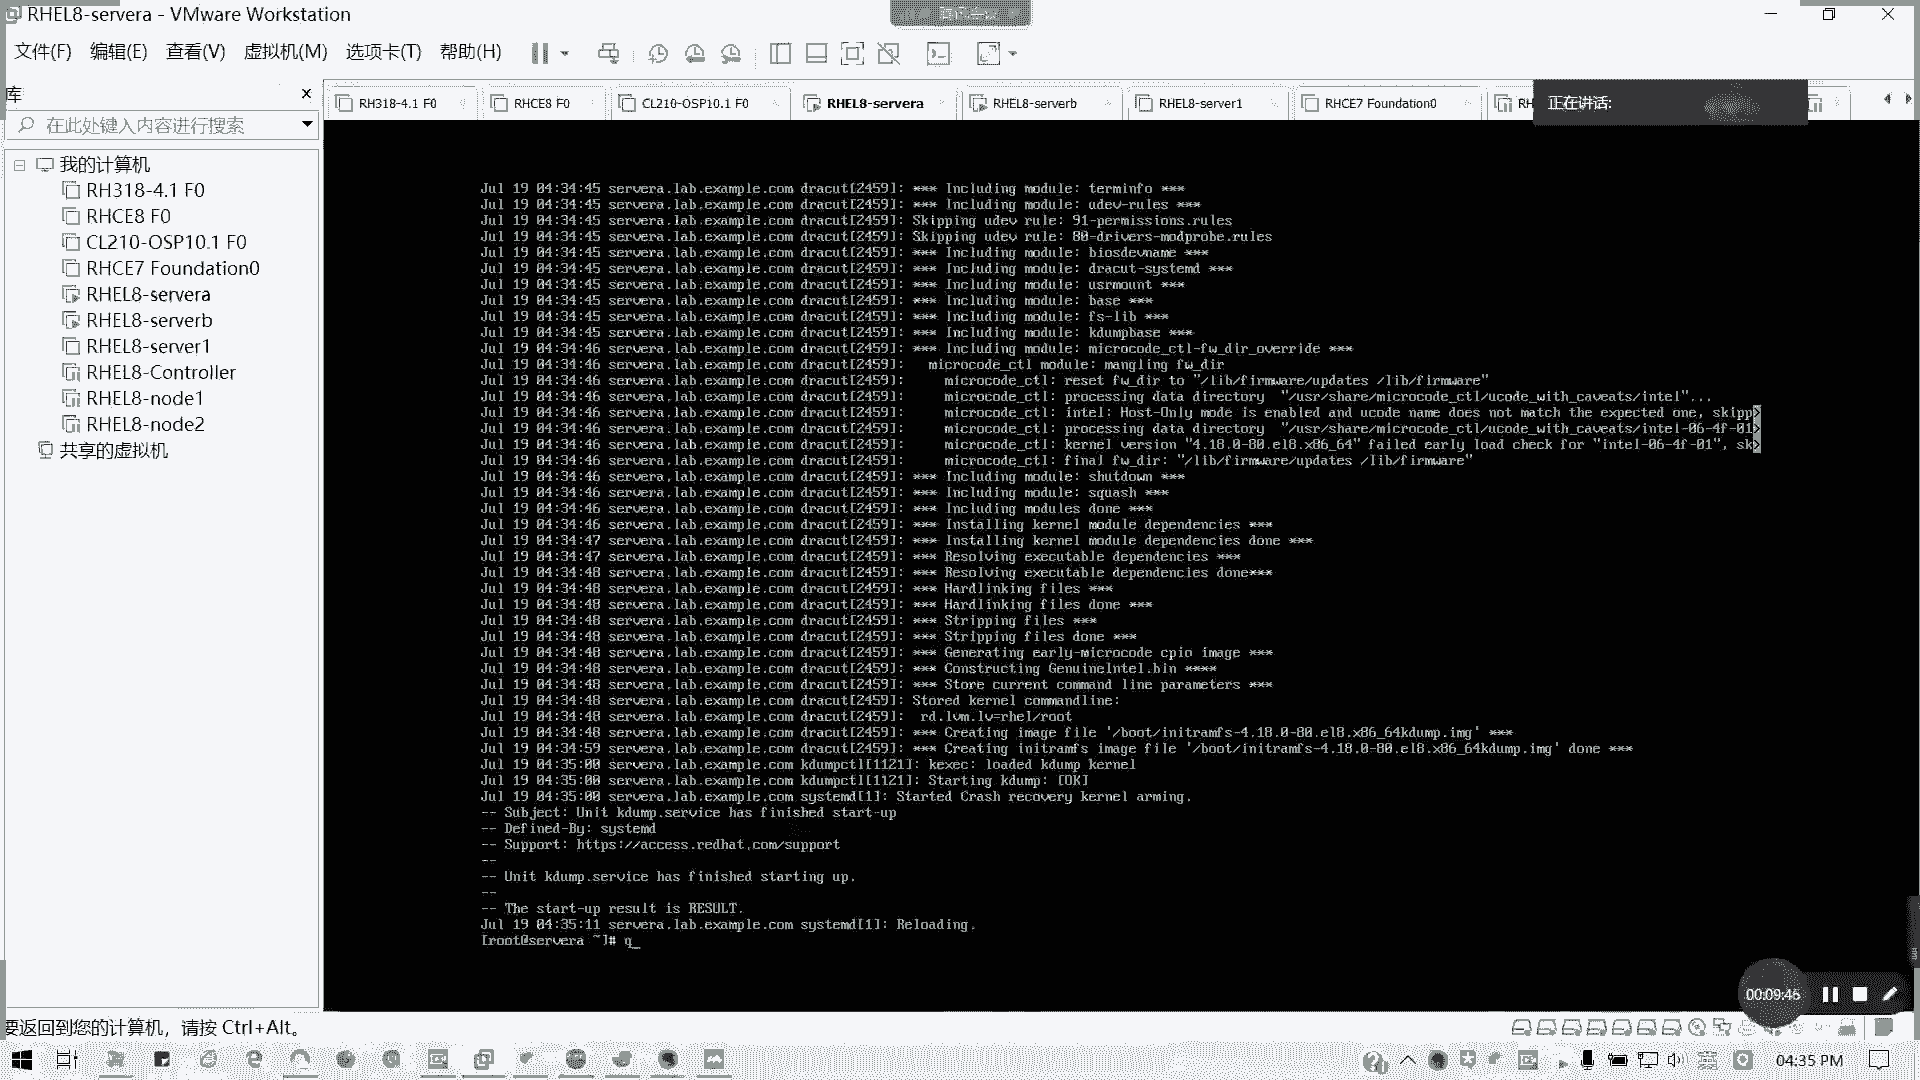 RHEL8-servera - VMware Workstation
文件(F) 编辑(E) 查看(V) 虚拟机(M) 选项卡(T) 帮助(H)
库
在此处键入内容进行搜索
我的计算机
RH318-4.1 F0
RHCE8 F0
CL210-OSP10.1 F0
RHCE7 Foundation0
RHEL8-servera
RHEL8-serverb
RHEL8-server1
RHEL8-Controller
RHEL8-node1
RHEL8-node2
共享的虚拟机
RH318-4.1 F0 RHCE8 F0 CL210-OSP10.1 F0 RHEL8-servera RHEL8-serverb RHEL8-server1 RHCE7 Foundation0 RH
正在讲话:
Jul 19 04:34:45 servera.lab.example.com dracut[2459]: *** Including module: terminfo ***
Jul 19 04:34:45 servera.lab.example.com dracut[2459]: *** Including module: udev-rules ***
Jul 19 04:34:45 servera.lab.example.com dracut[2459]: Skipping udev rule: 91-permissions.rules
Jul 19 04:34:45 servera.lab.example.com dracut[2459]: Skipping udev rule: 80-drivers-modprobe.rules
Jul 19 04:34:45 servera.lab.example.com dracut[2459]: *** Including module: biosdevname ***
Jul 19 04:34:45 servera.lab.example.com dracut[2459]: *** Including module: dracut-systemd ***
Jul 19 04:34:45 servera.lab.example.com dracut[2459]: *** Including module: usrmount ***
Jul 19 04:34:45 servera.lab.example.com dracut[2459]: *** Including module: base ***
Jul 19 04:34:45 servera.lab.example.com dracut[2459]: *** Including module: fs-lib ***
Jul 19 04:34:45 servera.lab.example.com dracut[2459]: *** Including module: kdumpbase ***
Jul 19 04:34:46 servera.lab.example.com dracut[2459]: *** Including module: microcode_ctl-fw_dir_override ***
Jul 19 04:34:46 servera.lab.example.com dracut[2459]: microcode_ctl module: mangling fw_dir
Jul 19 04:34:46 servera.lab.example.com dracut[2459]: microcode_ctl: reset fw_dir to "/lib/firmware/updates /lib/firmware"
Jul 19 04:34:46 servera.lab.example.com dracut[2459]: microcode_ctl: processing data directory "/usr/share/microcode_ctl/ucode_with_caveats/intel"...
Jul 19 04:34:46 servera.lab.example.com dracut[2459]: microcode_ctl: intel: Host-Only mode is enabled and ucode name does not match the expected one, skipp>
Jul 19 04:34:46 servera.lab.example.com dracut[2459]: microcode_ctl: processing data directory "/usr/share/microcode_ctl/ucode_with_caveats/intel-06-4f-01>
Jul 19 04:34:46 servera.lab.example.com dracut[2459]: microcode_ctl: kernel version "4.18.0-80.el8.x86_64" failed early load check for "intel-06-4f-01", sk>
Jul 19 04:34:46 servera.lab.example.com dracut[2459]: microcode_ctl: final fw_dir: "/lib/firmware/updates /lib/firmware"
Jul 19 04:34:46 servera.lab.example.com dracut[2459]: *** Including module: shutdown ***
Jul 19 04:34:46 servera.lab.example.com dracut[2459]: *** Including module: squash ***
Jul 19 04:34:46 servera.lab.example.com dracut[2459]: *** Including modules done ***
Jul 19 04:34:46 servera.lab.example.com dracut[2459]: *** Installing kernel module dependencies ***
Jul 19 04:34:47 servera.lab.example.com dracut[2459]: *** Installing kernel module dependencies done ***
Jul 19 04:34:47 servera.lab.example.com dracut[2459]: *** Resolving executable dependencies ***
Jul 19 04:34:48 servera.lab.example.com dracut[2459]: *** Resolving executable dependencies done***
Jul 19 04:34:48 servera.lab.example.com dracut[2459]: *** Hardlinking files ***
Jul 19 04:34:48 servera.lab.example.com dracut[2459]: *** Hardlinking files done ***
Jul 19 04:34:48 servera.lab.example.com dracut[2459]: *** Stripping files ***
Jul 19 04:34:48 servera.lab.example.com dracut[2459]: *** Stripping files done ***
Jul 19 04:34:48 servera.lab.example.com dracut[2459]: *** Generating early-microcode cpio image ***
Jul 19 04:34:48 servera.lab.example.com dracut[2459]: *** Constructing GenuineIntel.bin ****
Jul 19 04:34:48 servera.lab.example.com dracut[2459]: *** Store current command line parameters ***
Jul 19 04:34:48 servera.lab.example.com dracut[2459]: Stored kernel commandline:
Jul 19 04:34:48 servera.lab.example.com dracut[2459]: rd.lvm.lv=rhel/root
Jul 19 04:34:48 servera.lab.example.com dracut[2459]: *** Creating image file '/boot/initramfs-4.18.0-80.el8.x86_64kdump.img' ***
Jul 19 04:34:59 servera.lab.example.com dracut[2459]: *** Creating initramfs image file '/boot/initramfs-4.18.0-80.el8.x86_64kdump.img' done ***
Jul 19 04:35:00 servera.lab.example.com kdumpctl[1121]: kexec: loaded kdump kernel
Jul 19 04:35:00 servera.lab.example.com kdumpctl[1121]: Starting kdump: [OK]
Jul 19 04:35:00 servera.lab.example.com systemd[1]: Started Crash recovery kernel arming.
-- Subject: Unit kdump.service has finished start-up
-- Defined-By: systemd
-- Support: https://access.redhat.com/support
--
-- Unit kdump.service has finished starting up.
--
-- The start-up result is RESULT.
Jul 19 04:35:11 servera.lab.example.com systemd[1]: Reloading.
[root@servera ~]# q_
00:09:45
要返回到您的计算机，请按 Ctrl+Alt。
04:35 PM